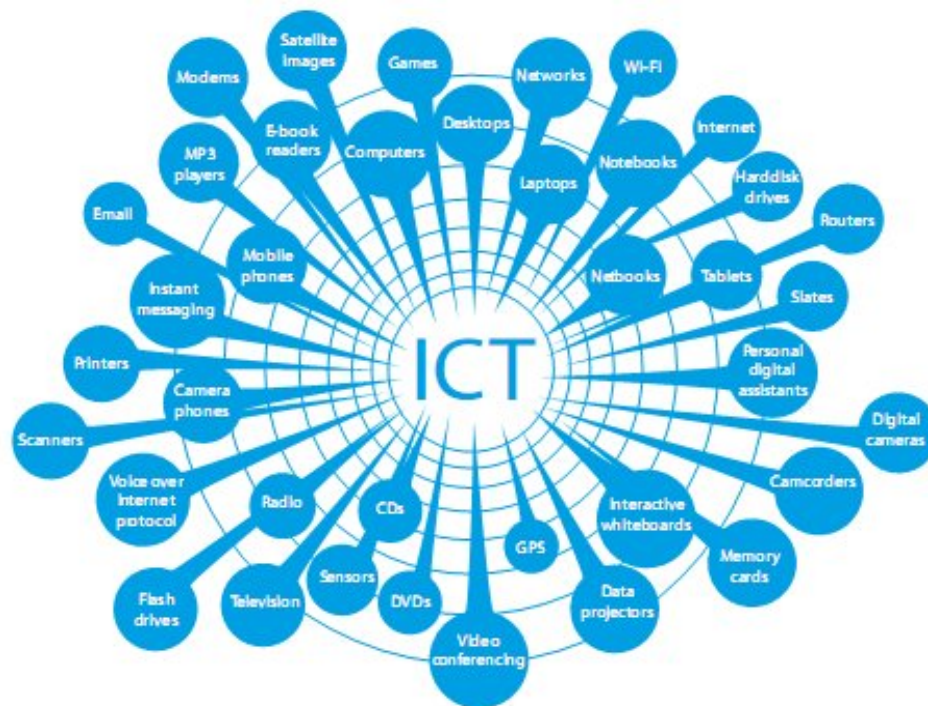 Satellite
images
Games
Networks
Wi-Fi
Modems
E-book
readers
Computers
Desktops
Laptops
Notebooks
Internet
MP3
players
Harddisk
drives
Email
Mobile
phones
Netbooks
Tablets
Routers
Instant
messaging
Slates
ICT
Printers
Camera
phones
Personal
digital
assistants
Scanners
Digital
cameras
Voice over
Internet
protocol
Radio
CDs
GPS
Interactive
whiteboards
Camcorders
Memory
cards
Flash
drives
Television
Sensors
DVDs
Video
conferencing
Data
projectors